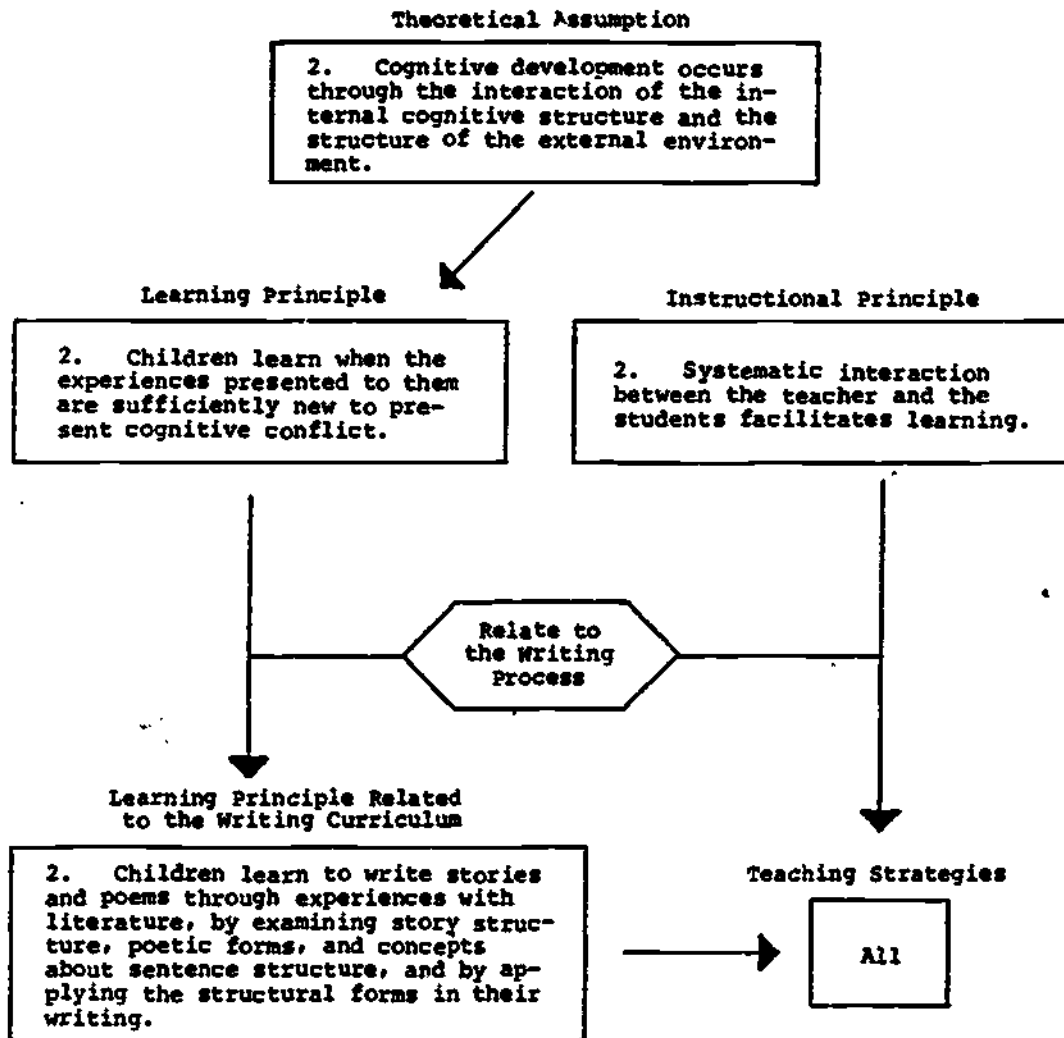 Theoretical Assumption
2. Cognitive development occurs
through the interaction of the in-
ternal cognitive structure and the
structure of the external environ-
ment.
Learning Principle
2. Children learn when the
experiences presented to them
are sufficiently new to pre-
sent cognitive conflict.
Instructional Principle
2. Systematic interaction
between the teacher and the
students facilitates learning.
Relate to
the Writing
Process
Learning Principle Related
to the Writing Curriculum
2. Children learn to write stories
and poems through experiences with
literature, by examining story struc-
ture, poetic forms, and concepts
about sentence structure, and by ap-
plying the structural forms in their
writing.
Teaching Strategies
All